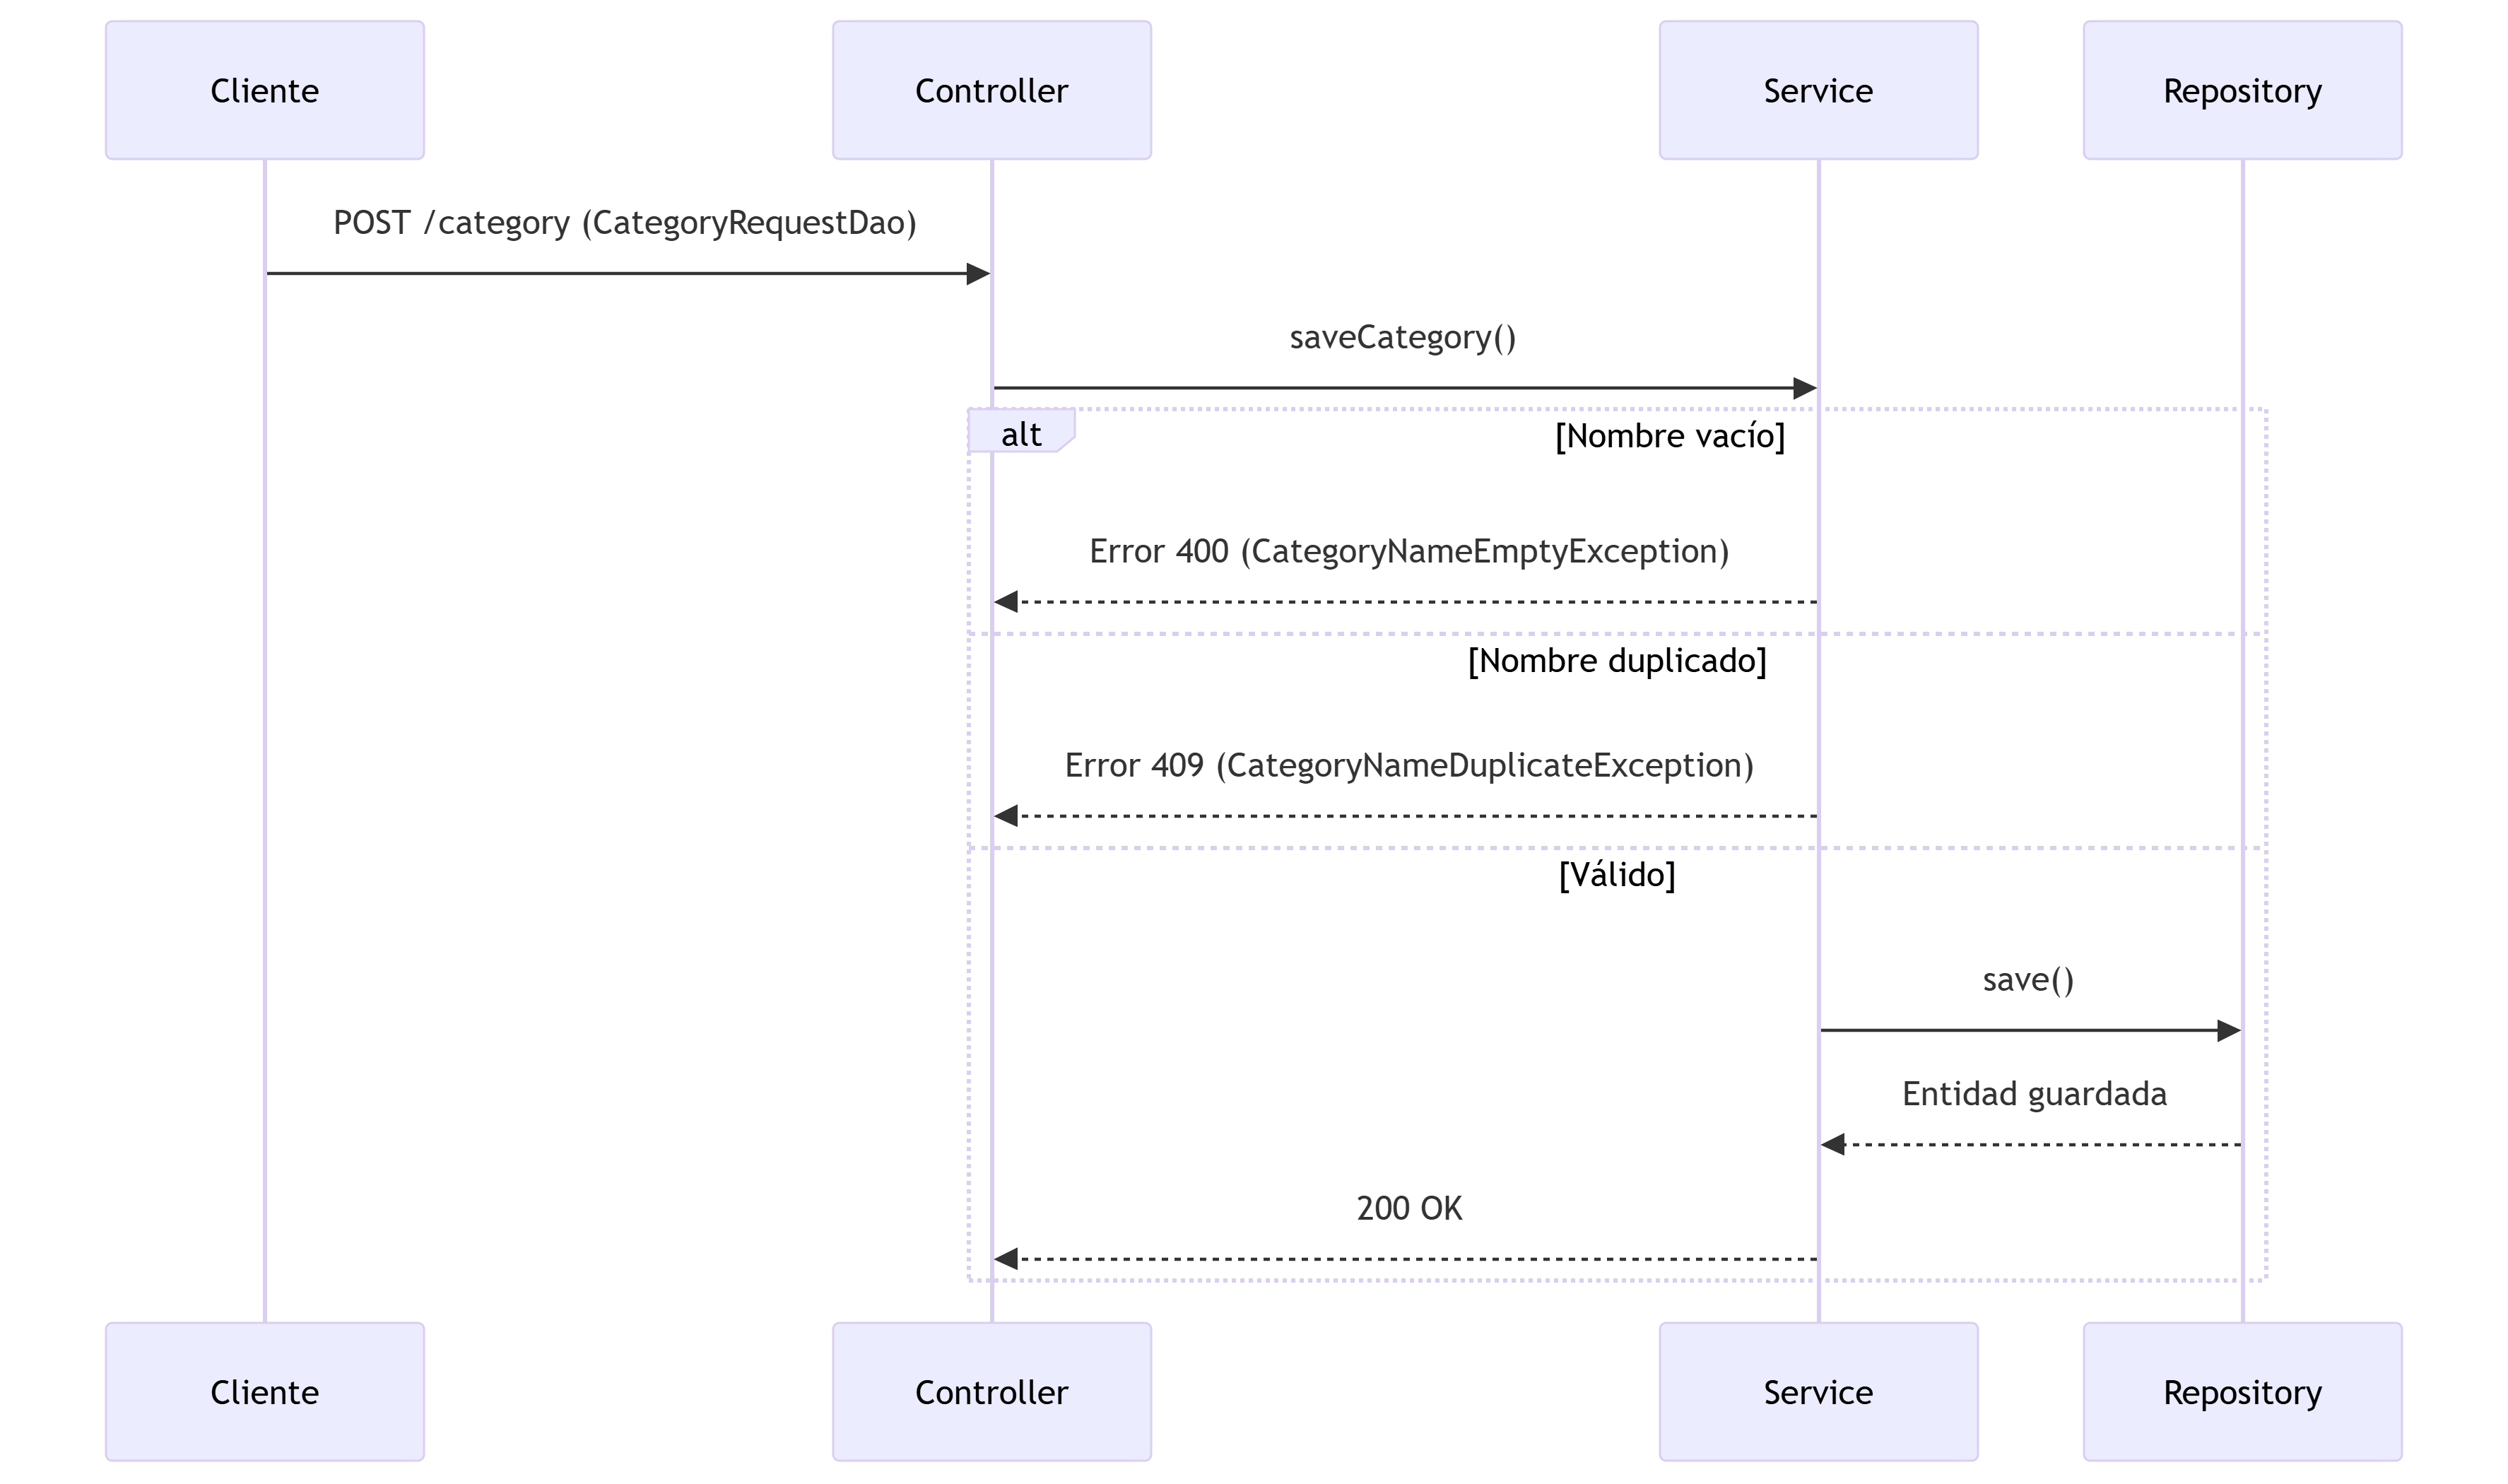 Cliente
Controller
Service
Repository
POST /category (CategoryRequestDao)
saveCategory()
alt
[Nombre vacío]
Error 400 (CategoryNameEmptyException)
[Nombre duplicado]
Error 409 (CategoryNameDuplicateException)
[Válido]
save()
Entidad guardada
200 OK
Cliente
Controller
Service
Repository